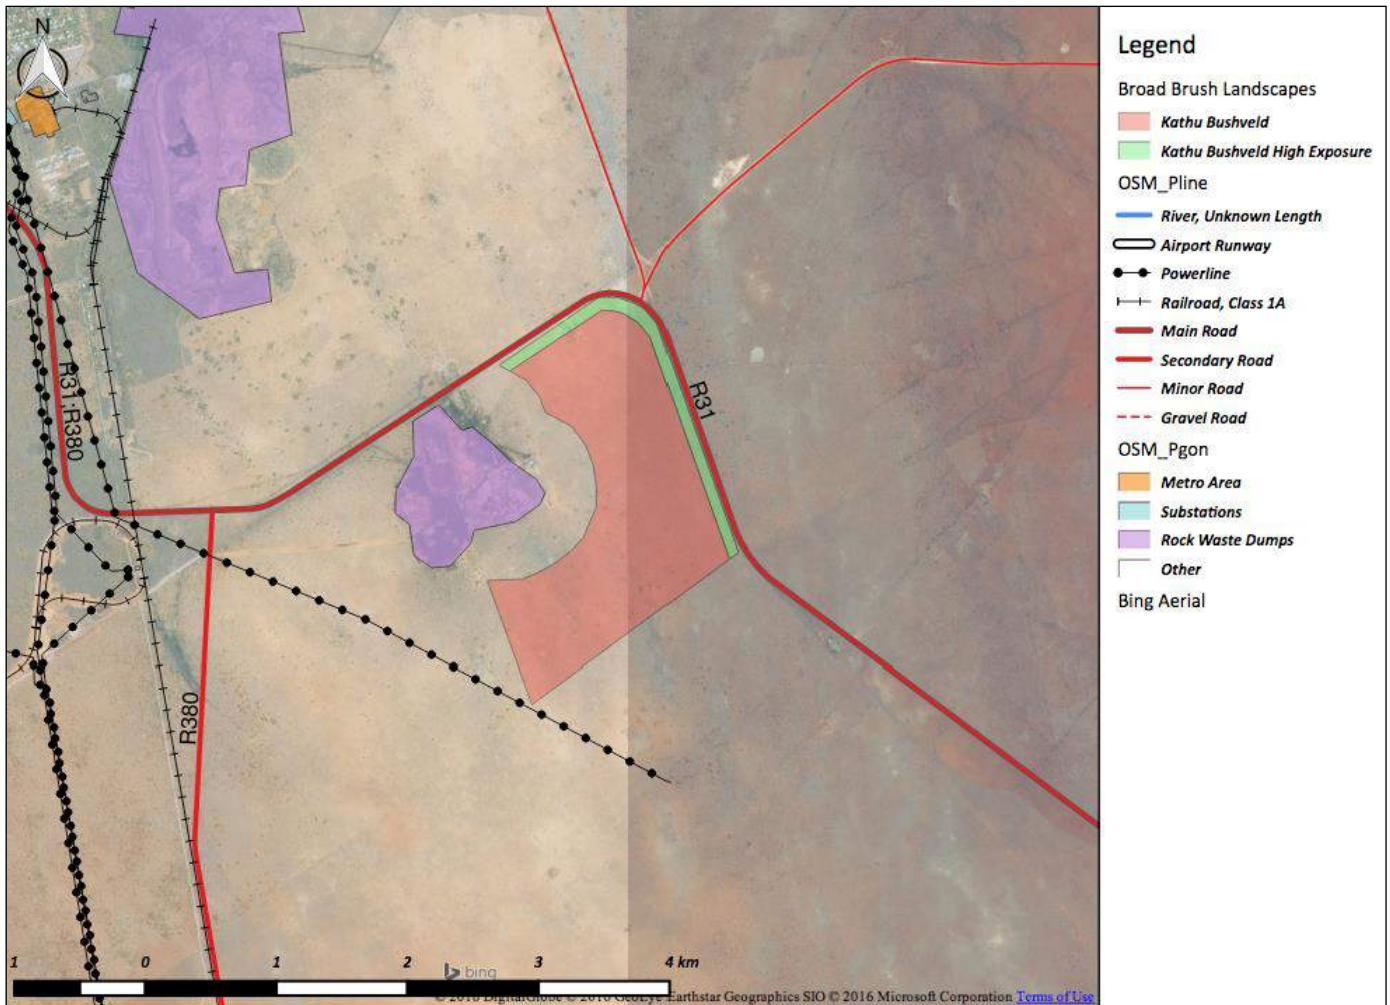 N
R31;R380
R31
R380
1 0 1 2 3 4 km
bing
Earthstar Geographics SIO © 2016 Microsoft Corporation Terms of Use
Legend
Broad Brush Landscapes
Kathu Bushveld
Kathu Bushveld High Exposure
OSM_Pline
River, Unknown Length
Airport Runway
Powerline
Railroad, Class 1A
Main Road
Secondary Road
Minor Road
Gravel Road
OSM_Pgon
Metro Area
Substations
Rock Waste Dumps
Other
Bing Aerial